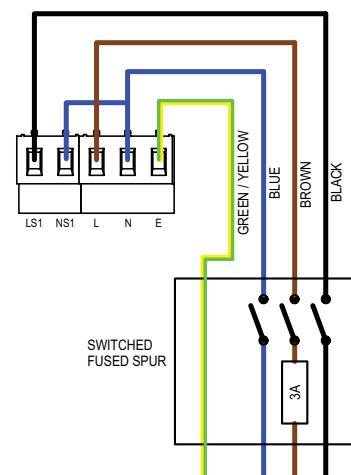 LS1 NS1 L N E
GREEN / YELLOW
BLUE
BROWN
BLACK
SWITCHED
FUSED SPUR
3A